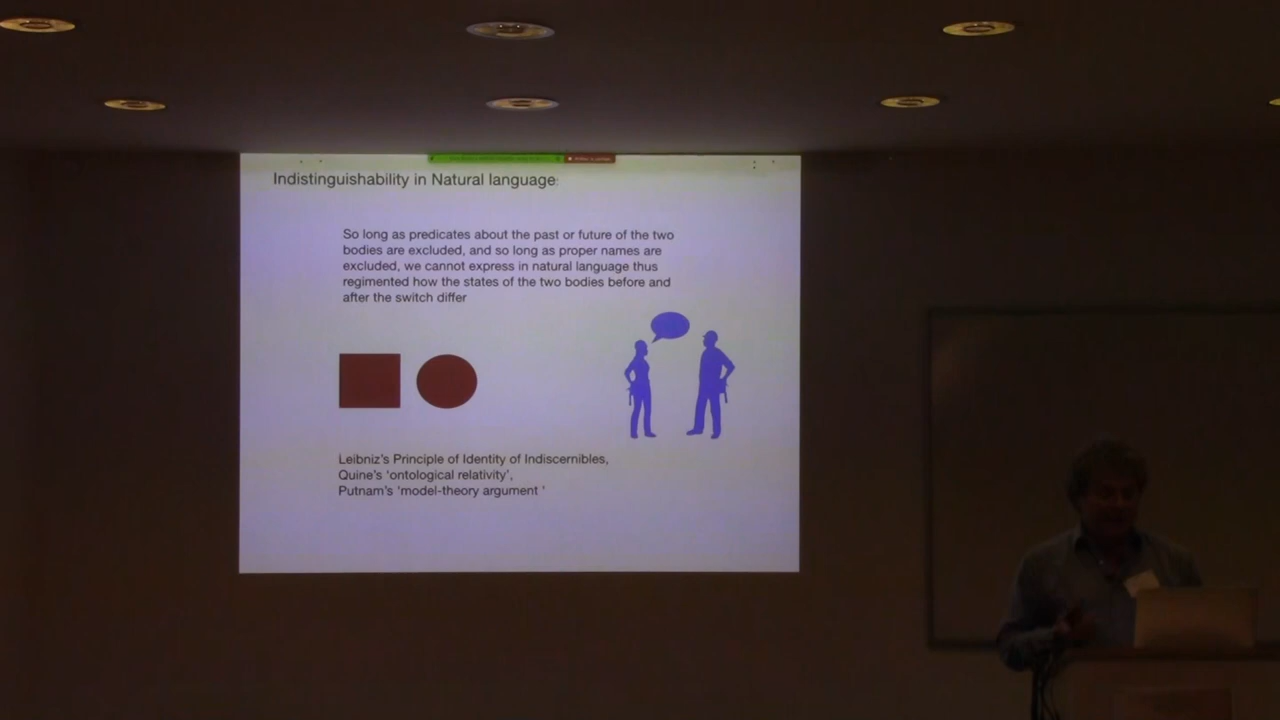 Indistinguishability in Natural language:
So long as predicates about the past or future of the two
bodies are excluded, and so long as proper names are
excluded, we cannot express in natural language thus
regimented how the states of the two bodies before and
after the switch differ
Leibniz's Principle of Identity of Indiscernibles,
Quine's 'ontological relativity',
Putnam's 'model-theory argument '